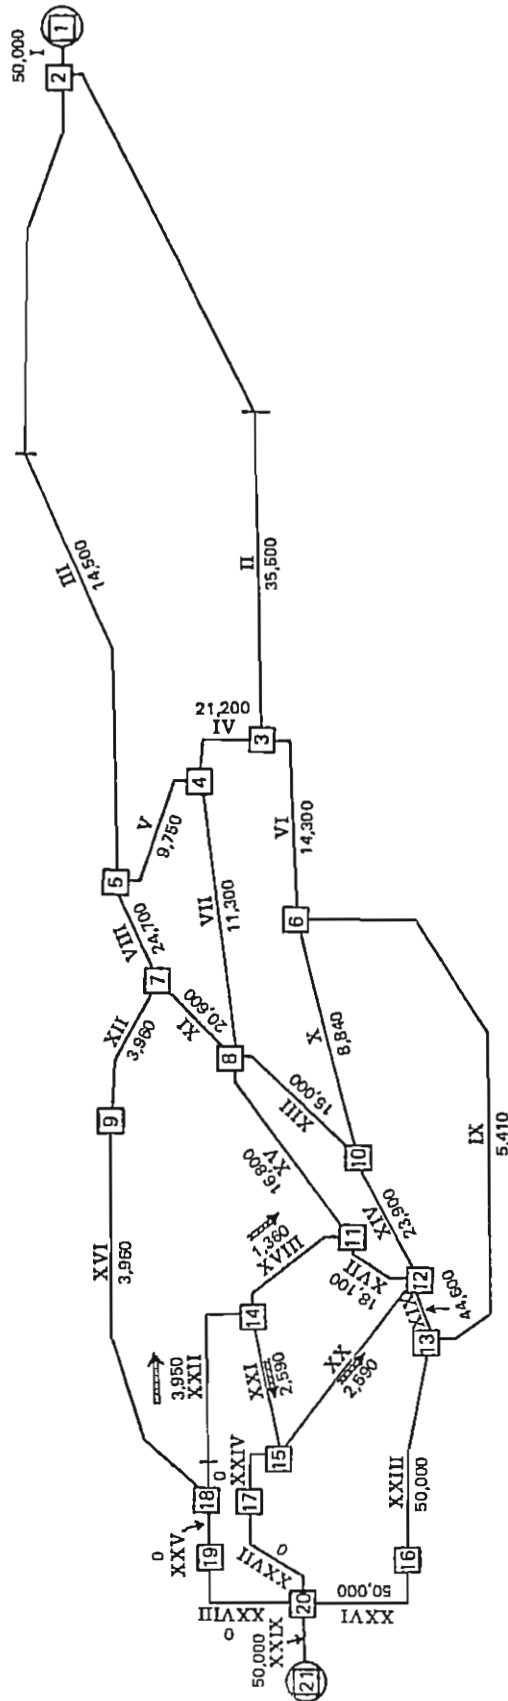 50,000
I
1
2
III
14,500
II
35,500
21,200
IV
3
4
5
V
9,750
VI
14,300
VII
11,300
VIII
24,700
6
7
XII
3,960
XI
20,600
X
8,840
8
9
XIII
15,000
IX
5,410
10
XV
16,800
XIV
23,900
XVI
3,960
11
XVIII
1,360
XVII
18,100
12
XIX
44,600
13
14
3,950
XXII
XXI
2,590
XX
2,590
15
XXIV
0
17
18
XXIII
50,000
0
XXV
19
16
XXVII
0
XXVIII
0
20
XXVI
50,000
50,000
XXIX
21